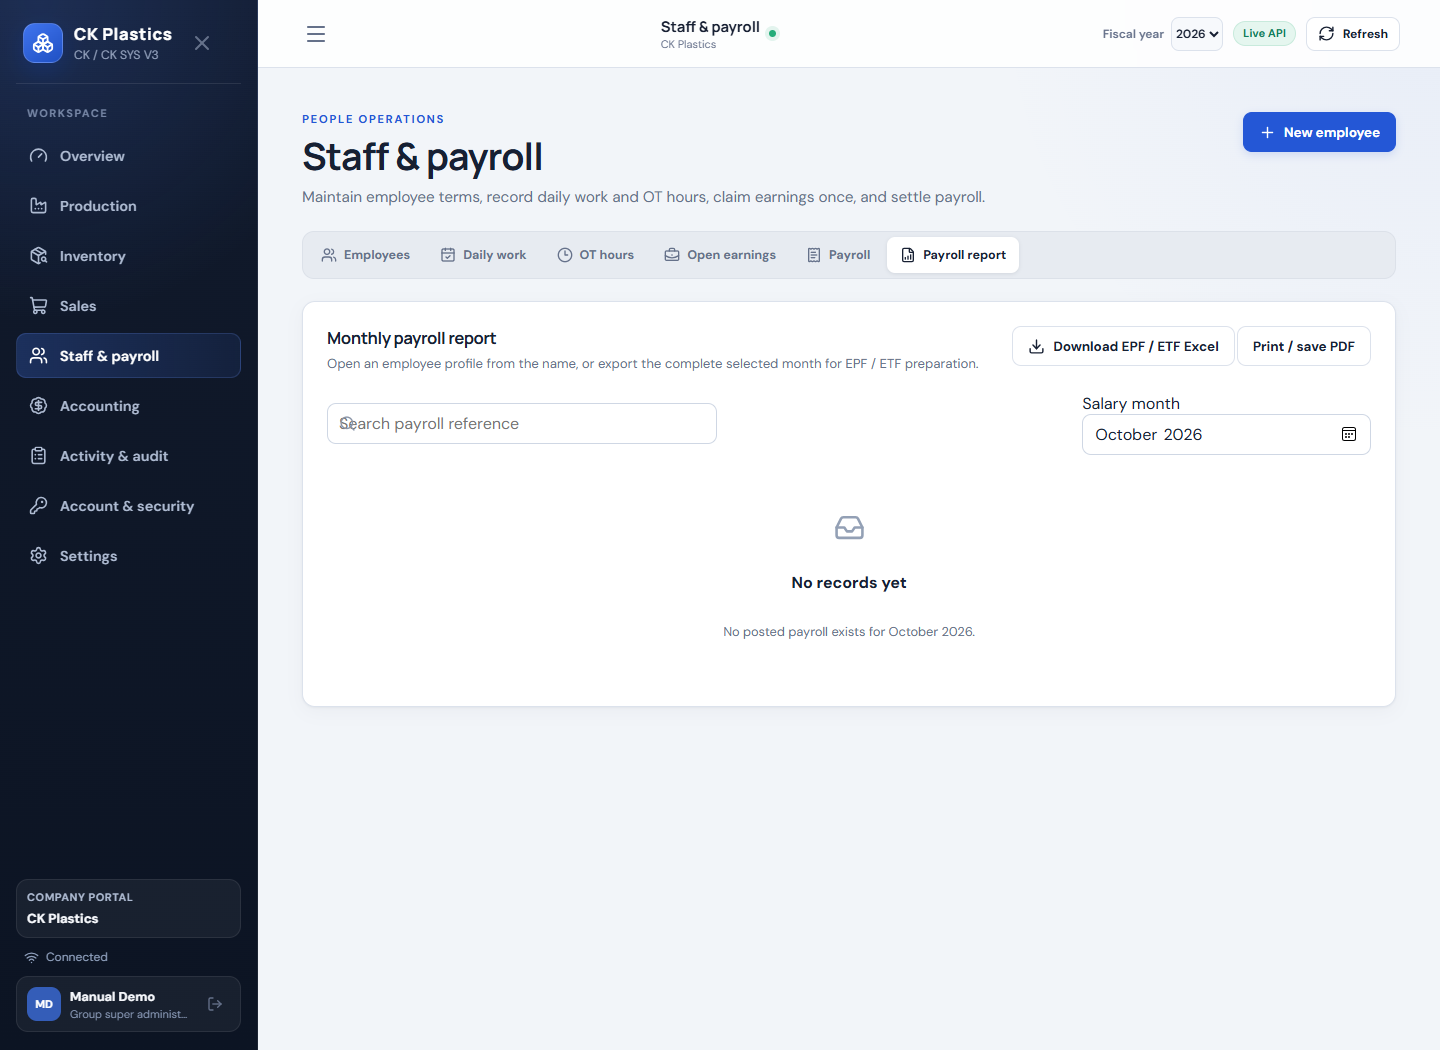 CK Plastics
CK / CK SYS V3
WORKSPACE
Overview
Production
Inventory
Sales
Staff & payroll
Accounting
Activity & audit
Account & security
Settings
COMPANY PORTAL
CK Plastics
Connected
MD
Manual Demo
Group super administ...
Staff & payroll
CK Plastics
Fiscal year
2026
Live API
Refresh
PEOPLE OPERATIONS
Staff & payroll
Maintain employee terms, record daily work and OT hours, claim earnings once, and settle payroll.
New employee
Employees
Daily work
OT hours
Open earnings
Payroll
Payroll report
Monthly payroll report
Open an employee profile from the name, or export the complete selected month for EPF / ETF preparation.
Download EPF / ETF Excel
Print / save PDF
Search payroll reference
Salary month
October 2026
No records yet
No posted payroll exists for October 2026.